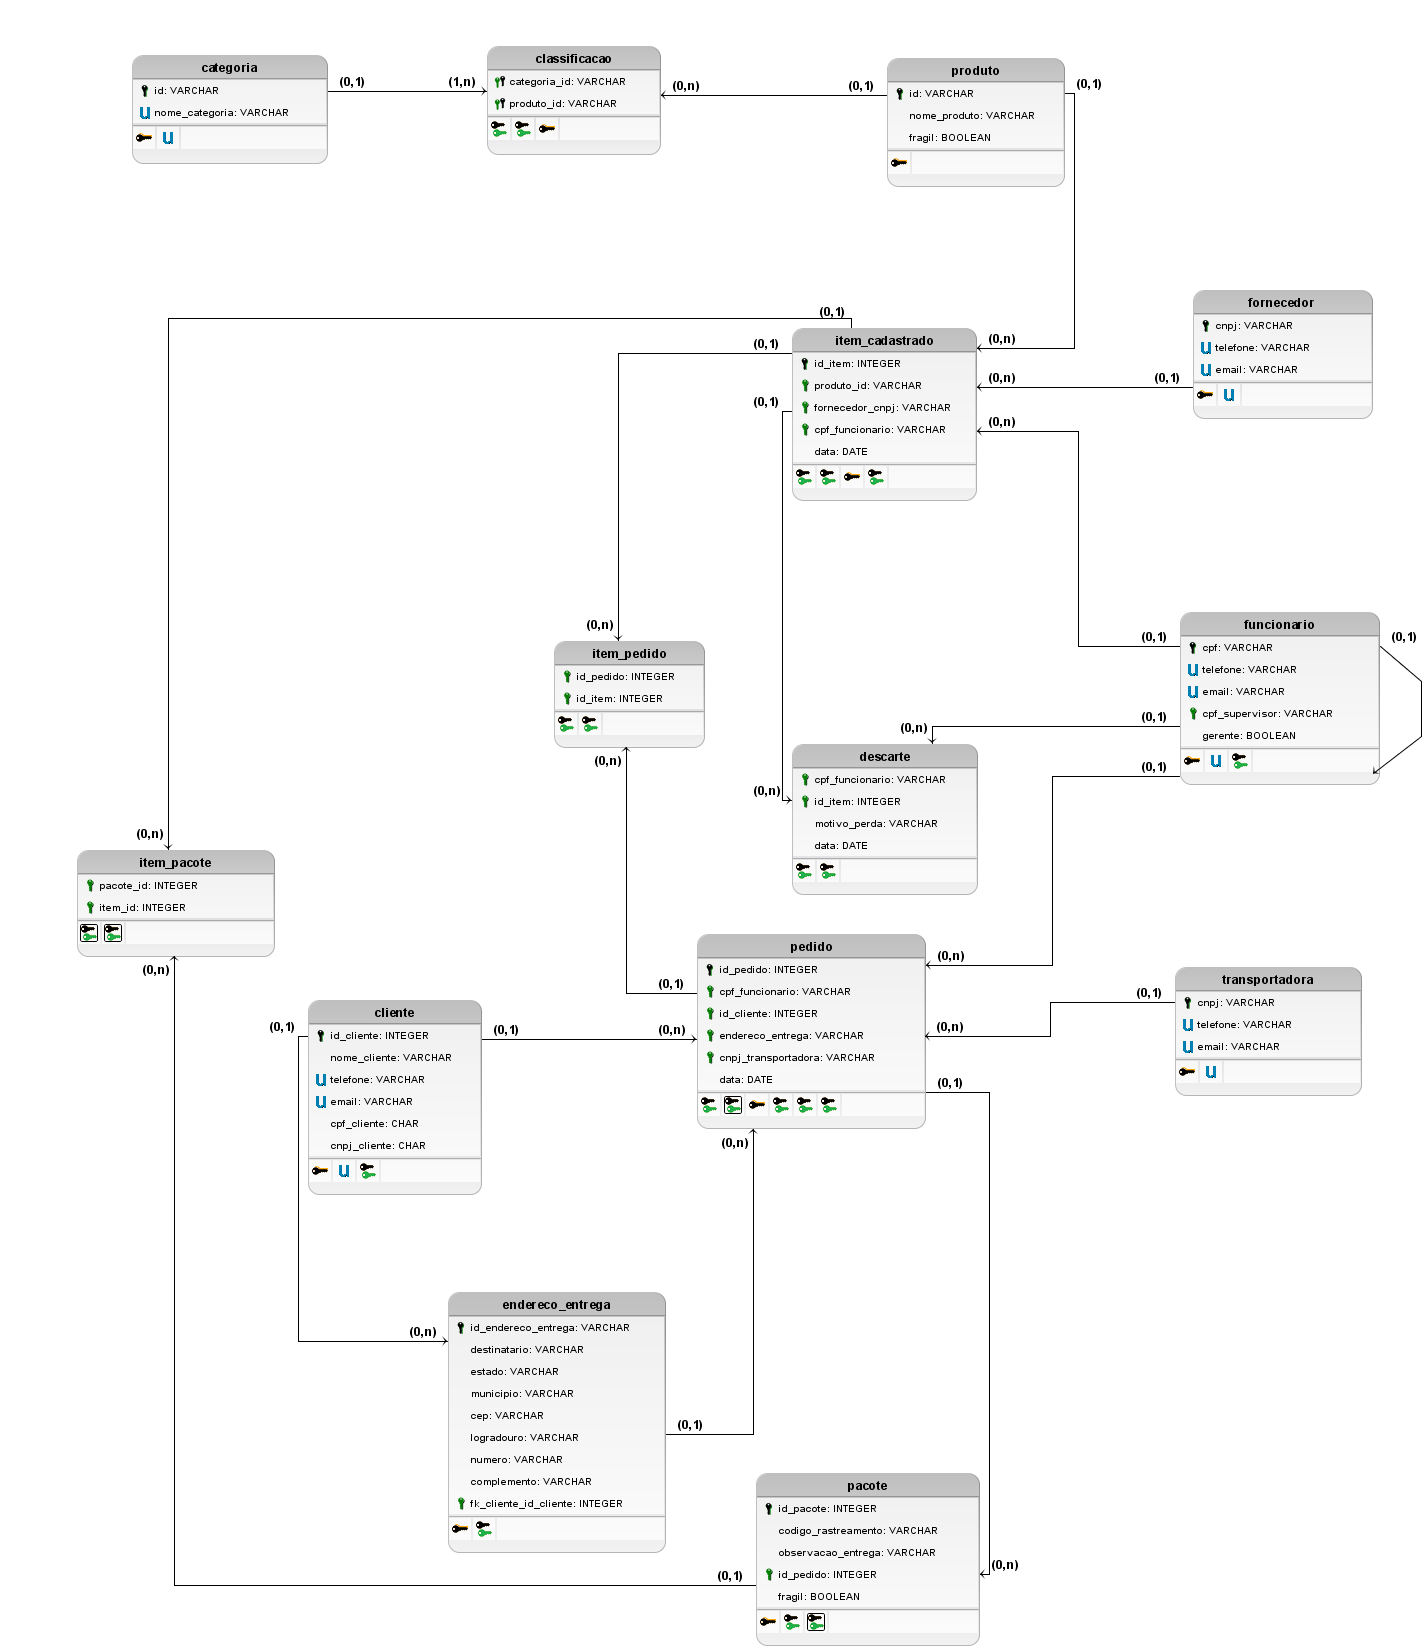 categoria
id: VARCHAR
nome_categoria: VARCHAR
(0,1)
(1,n)
classificacao
categoria_id: VARCHAR
produto_id: VARCHAR
(0,n)
(0,1)
produto
id: VARCHAR
nome_produto: VARCHAR
fragil: BOOLEAN
(0,1)
fornecedor
cnpj: VARCHAR
telefone: VARCHAR
email: VARCHAR
(0,1)
(0,1)
(0,1)
item_cadastrado
id_item: INTEGER
produto_id: VARCHAR
fornecedor_cnpj: VARCHAR
cpf_funcionario: VARCHAR
data: DATE
(0,n)
(0,n)
(0,1)
(0,n)
(0,n)
item_pedido
id_pedido: INTEGER
id_item: INTEGER
(0,n)
funcionario
cpf: VARCHAR
telefone: VARCHAR
email: VARCHAR
cpf_supervisor: VARCHAR
gerente: BOOLEAN
(0,1)
(0,1)
(0,1)
(0,1)
(0,n)
(0,n)
descarte
cpf_funcionario: VARCHAR
id_item: INTEGER
motivo_perda: VARCHAR
data: DATE
(0,n)
item_pacote
pacote_id: INTEGER
item_id: INTEGER
(0,n)
pedido
id_pedido: INTEGER
cpf_funcionario: VARCHAR
id_cliente: INTEGER
endereco_entrega: VARCHAR
cnpj_transportadora: VARCHAR
data: DATE
(0,1)
(0,n)
(0,n)
(0,n)
(0,1)
(0,n)
(0,1)
transportadora
cnpj: VARCHAR
telefone: VARCHAR
email: VARCHAR
(0,1)
cliente
id_cliente: INTEGER
nome_cliente: VARCHAR
telefone: VARCHAR
email: VARCHAR
cpf_cliente: CHAR
cnpj_cliente: CHAR
(0,1)
(0,n)
endereco_entrega
id_endereco_entrega: VARCHAR
destinatario: VARCHAR
estado: VARCHAR
municipio: VARCHAR
cep: VARCHAR
logradouro: VARCHAR
numero: VARCHAR
complemento: VARCHAR
fk_cliente_id_cliente: INTEGER
(0,1)
(0,1)
pacote
id_pacote: INTEGER
codigo_rastreamento: VARCHAR
observacao_entrega: VARCHAR
id_pedido: INTEGER
fragil: BOOLEAN
(0,n)